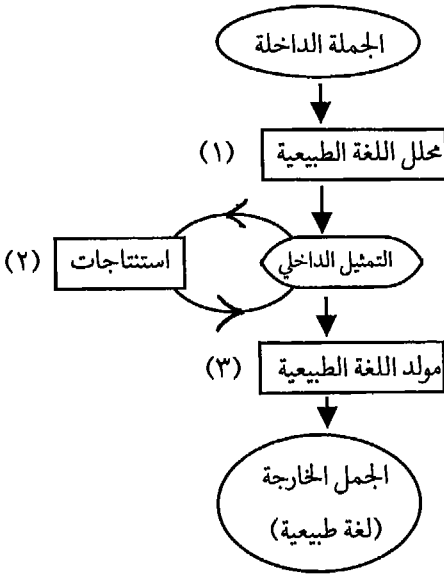 الجملة الداخلة
محلل اللغة الطبيعية (١)
التمثيل الداخلي
استنتاجات (٢)
مولد اللغة الطبيعية (٣)
الجمل الخارجة
(لغة طبيعية)